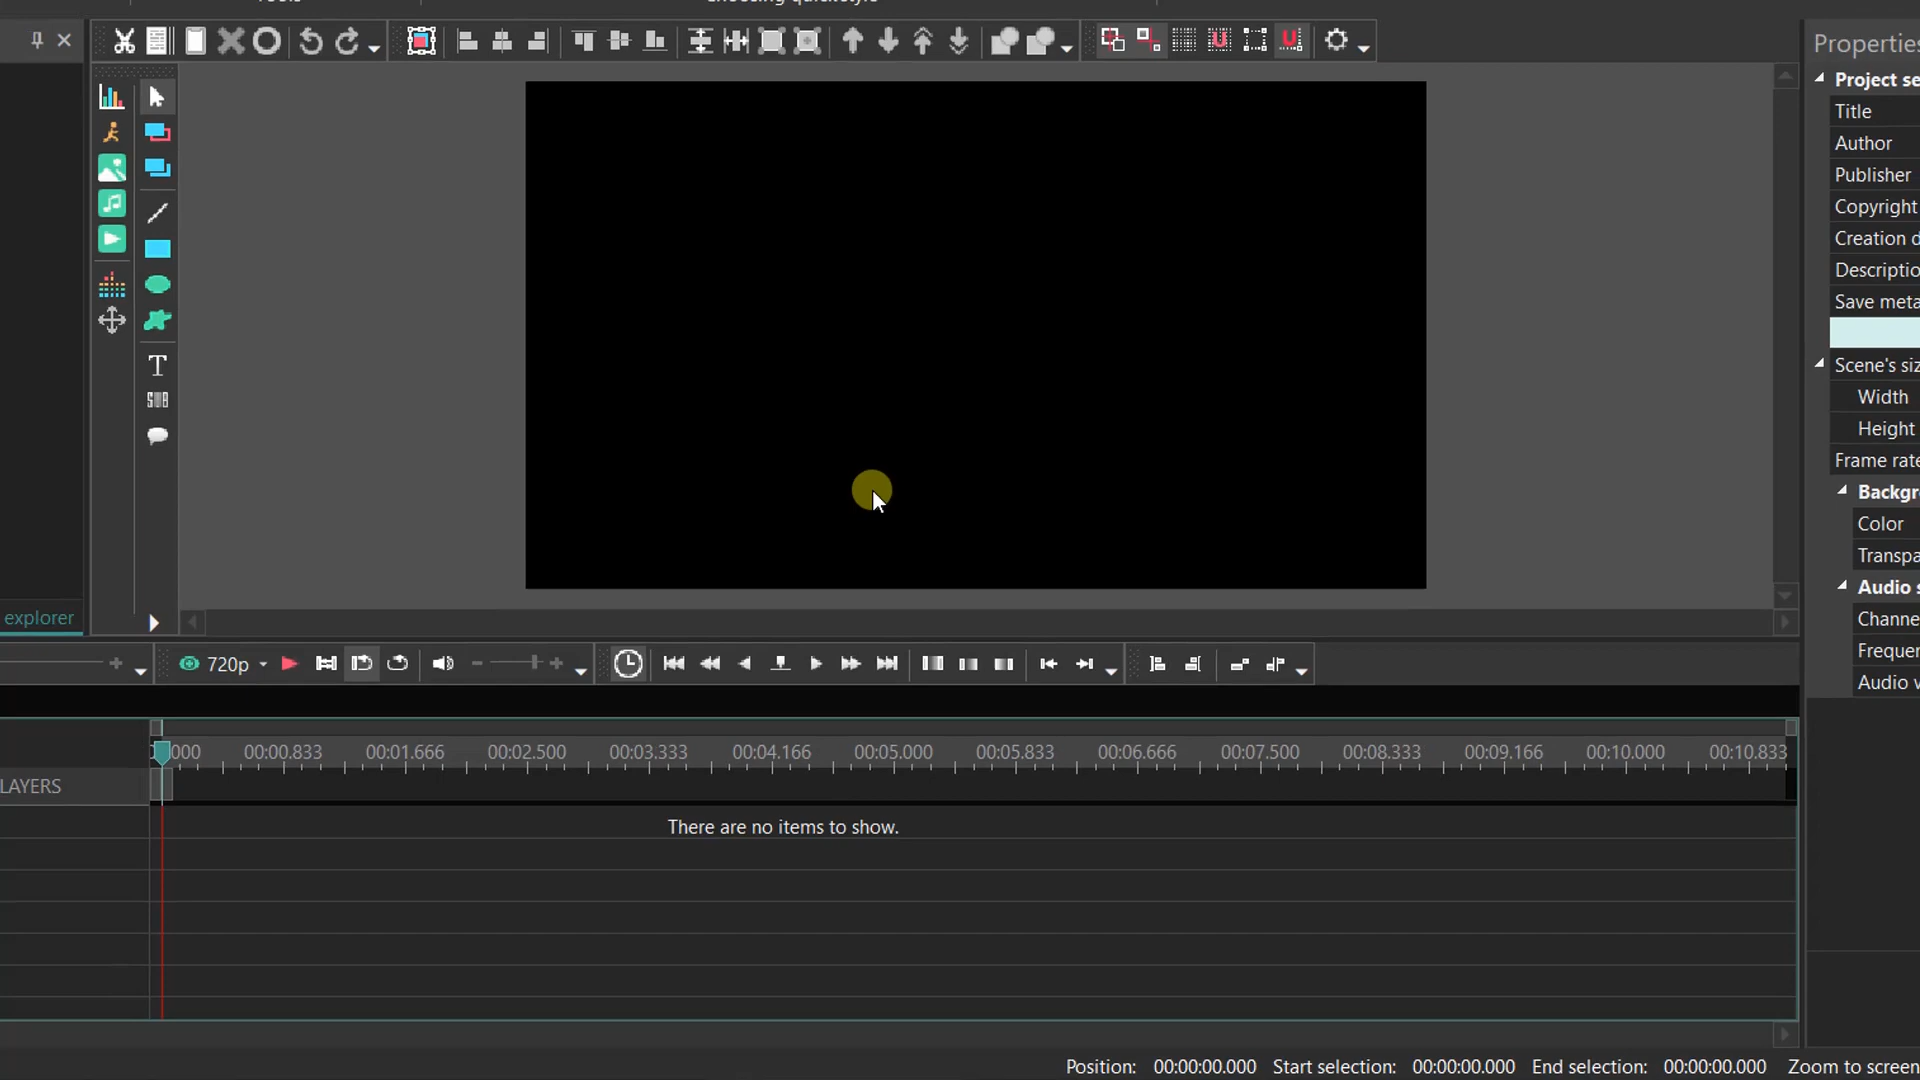 Properties
Project se
Title
Author
Publisher
Copyright
Creation d
Descriptio
Save meta
Scene's siz
Width
Height
Frame rate
Backgr
Color
Transpa
Audio s
Channe
Frequen
Audio v
T
explorer
720p
000 00:00.833 00:01.666 00:02.500 00:03.333 00:04.166 00:05.000 00:05.833 00:06.666 00:07.500 00:08.333 00:09.166 00:10.000 00:10.833
LAYERS
There are no items to show.
Position: 00:00:00.000 Start selection: 00:00:00.000 End selection: 00:00:00.000 Zoom to screen